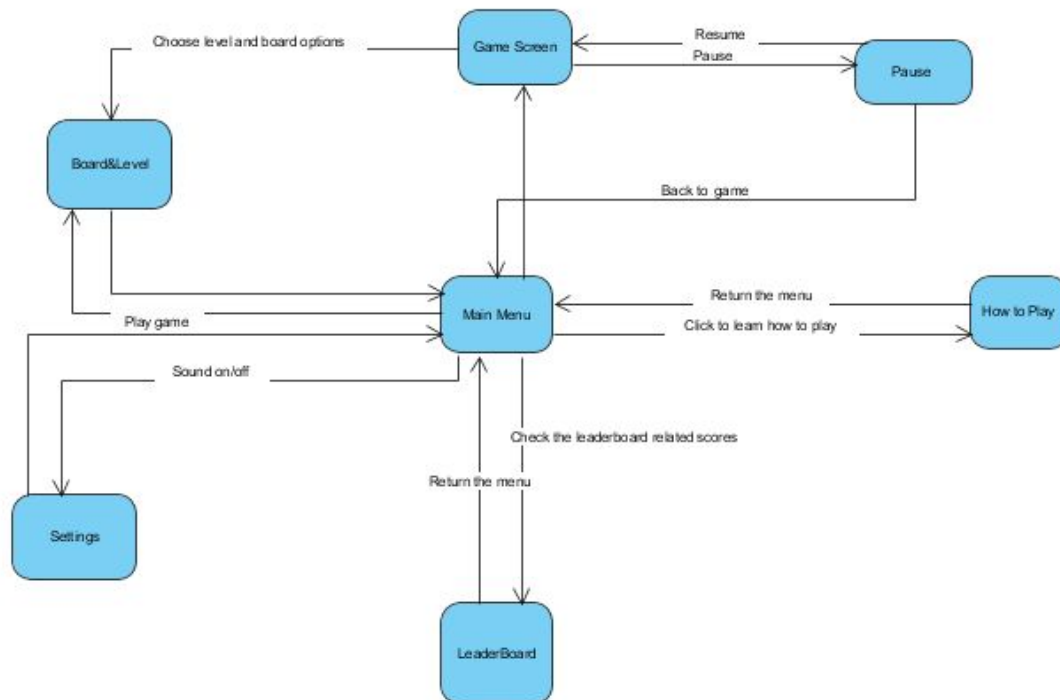 Choose level and board options
Game Screen
Resume
Pause
Pause
Board&Level
Back to game
Main Menu
Return the menu
How to Play
Play game
Click to learn how to play
Sound on/off
Check the leaderboard related scores
Return the menu
Settings
LeaderBoard